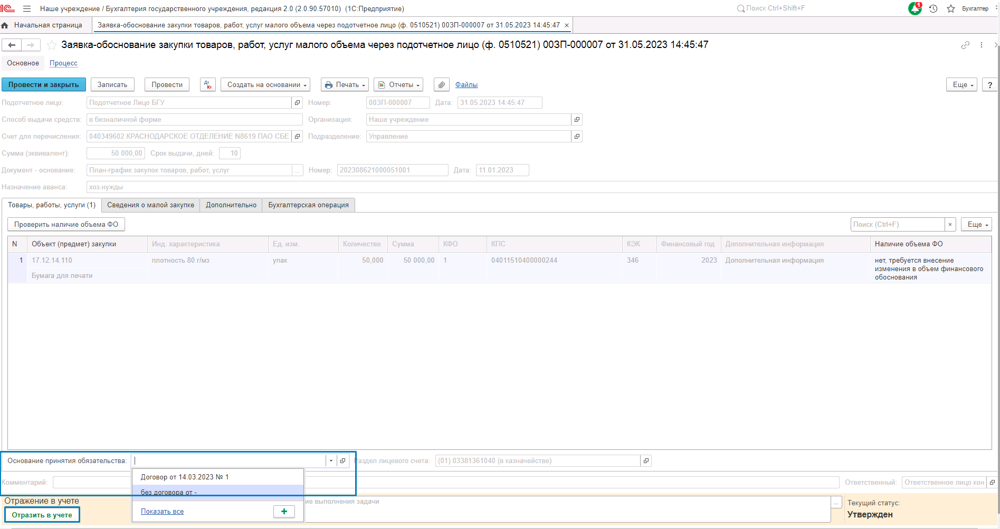 1С Наше учреждение / Бухгалтерия государственного учреждения, редакция 2.0 (2.0.90.57010) (1С:Предприятие) Поиск Ctrl+Shift+F 1 Бухгалтер
Начальная страница Заявка-обоснование закупки товаров, работ, услуг малого объема через подотчетное лицо (ф. 0510521) 00ЗП-000007 от 31.05.2023 14:45:47 ×
Заявка-обоснование закупки товаров, работ, услуг малого объема через подотчетное лицо (ф. 0510521) 00ЗП-000007 от 31.05.2023 14:45:47
Основное Процесс
Провести и закрыть Записать Провести Дт Кт Создать на основании Печать Отчеты Файлы Еще ?
Подотчетное лицо: Подотчетное Лицо БГУ Номер: 00ЗП-000007 Дата: 31.05.2023 14:45:47
Способ выдачи средств: в безналичной форме Организация: Наше учреждение
Счет для перечисления: 040349602 КРАСНОДАРСКОЕ ОТДЕЛЕНИЕ N8619 ПАО СБЕ Подразделение: Управление
Сумма (эквивалент): 50 000,00 Срок выдачи, дней: 10
Документ - основание: План-график закупок товаров, работ, услуг ... Номер: 202308621000051001 Дата: 11.01.2023
Назначение аванса: хоз.нужды
Товары, работы, услуги (1) Сведения о малой закупке Дополнительно Бухгалтерская операция
Проверить наличие объема ФО Поиск (Ctrl+F) × Еще
N Объект (предмет) закупки Инд. характеристика Ед. изм. Количество Сумма КФО КПС КЭК Финансовый год Дополнительная информация Наличие объема ФО
1 17.12.14.110 плотность 80 г/мз упак 50,000 50 000,00 1 04011510400000244 346 2023 Дополнительная информация нет, требуется внесение
изменения в объем финансового
Бумага для печати обоснования
Основание принятия обязательства: Раздел лицевого счета: (01) 03381361040 (в казначействе)
Договор от 14.03.2023 № 1
Комментарий: Ответственный: Ответственное лицо кон
без договора от -
Отражение в учете ие выполнения задачи ... Текущий статус:
Показать все +
Отразить в учете Утвержден